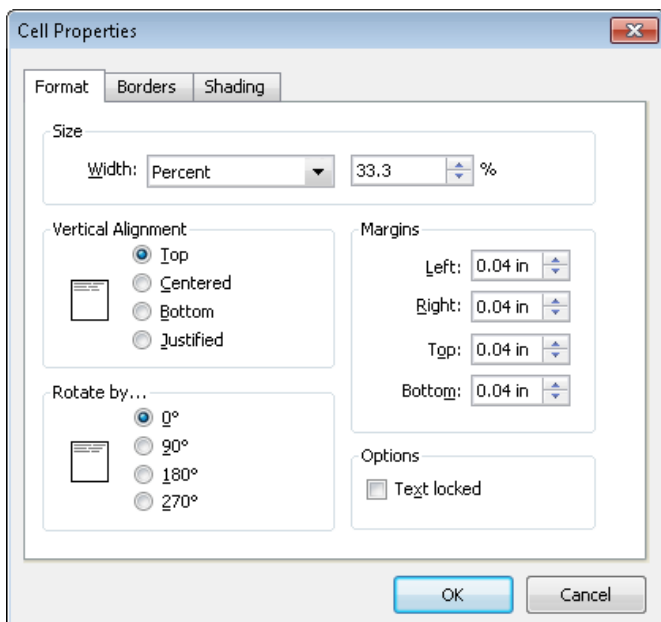 Cell Properties
Format Borders Shading
Size
Width: Percent 33.3 %
Vertical Alignment
Top
Centered
Bottom
Justified
Margins
Left: 0.04 in
Right: 0.04 in
Top: 0.04 in
Bottom: 0.04 in
Rotate by...
0°
90°
180°
270°
Options
Text locked
OK Cancel